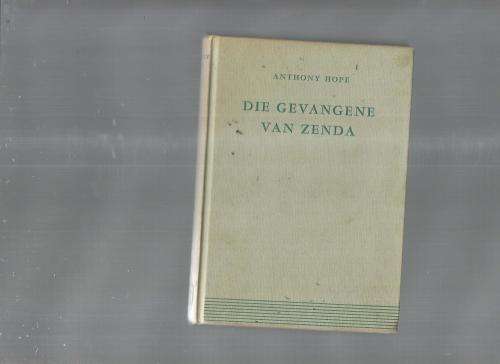 ANTHONY HOPE
DIE GEVANGENE
VAN ZENDA